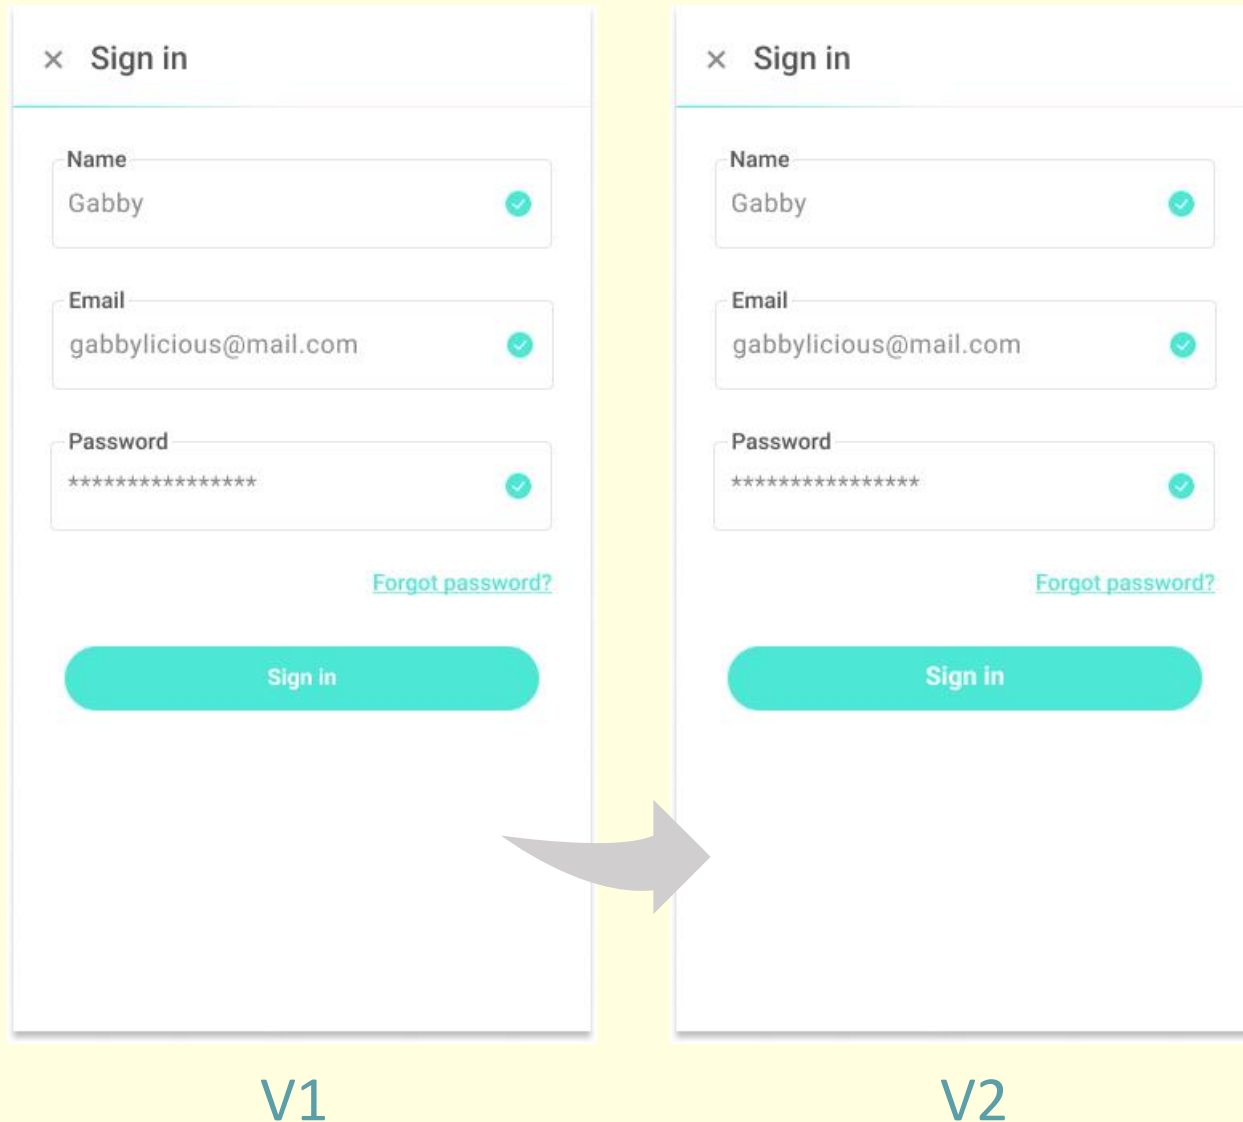 × Sign in
Name
Gabby
Email
gabbylicious@mail.com
Password
****************
Forgot password?
Sign in
V1
× Sign in
Name
Gabby
Email
gabbylicious@mail.com
Password
****************
Forgot password?
Sign in
V2